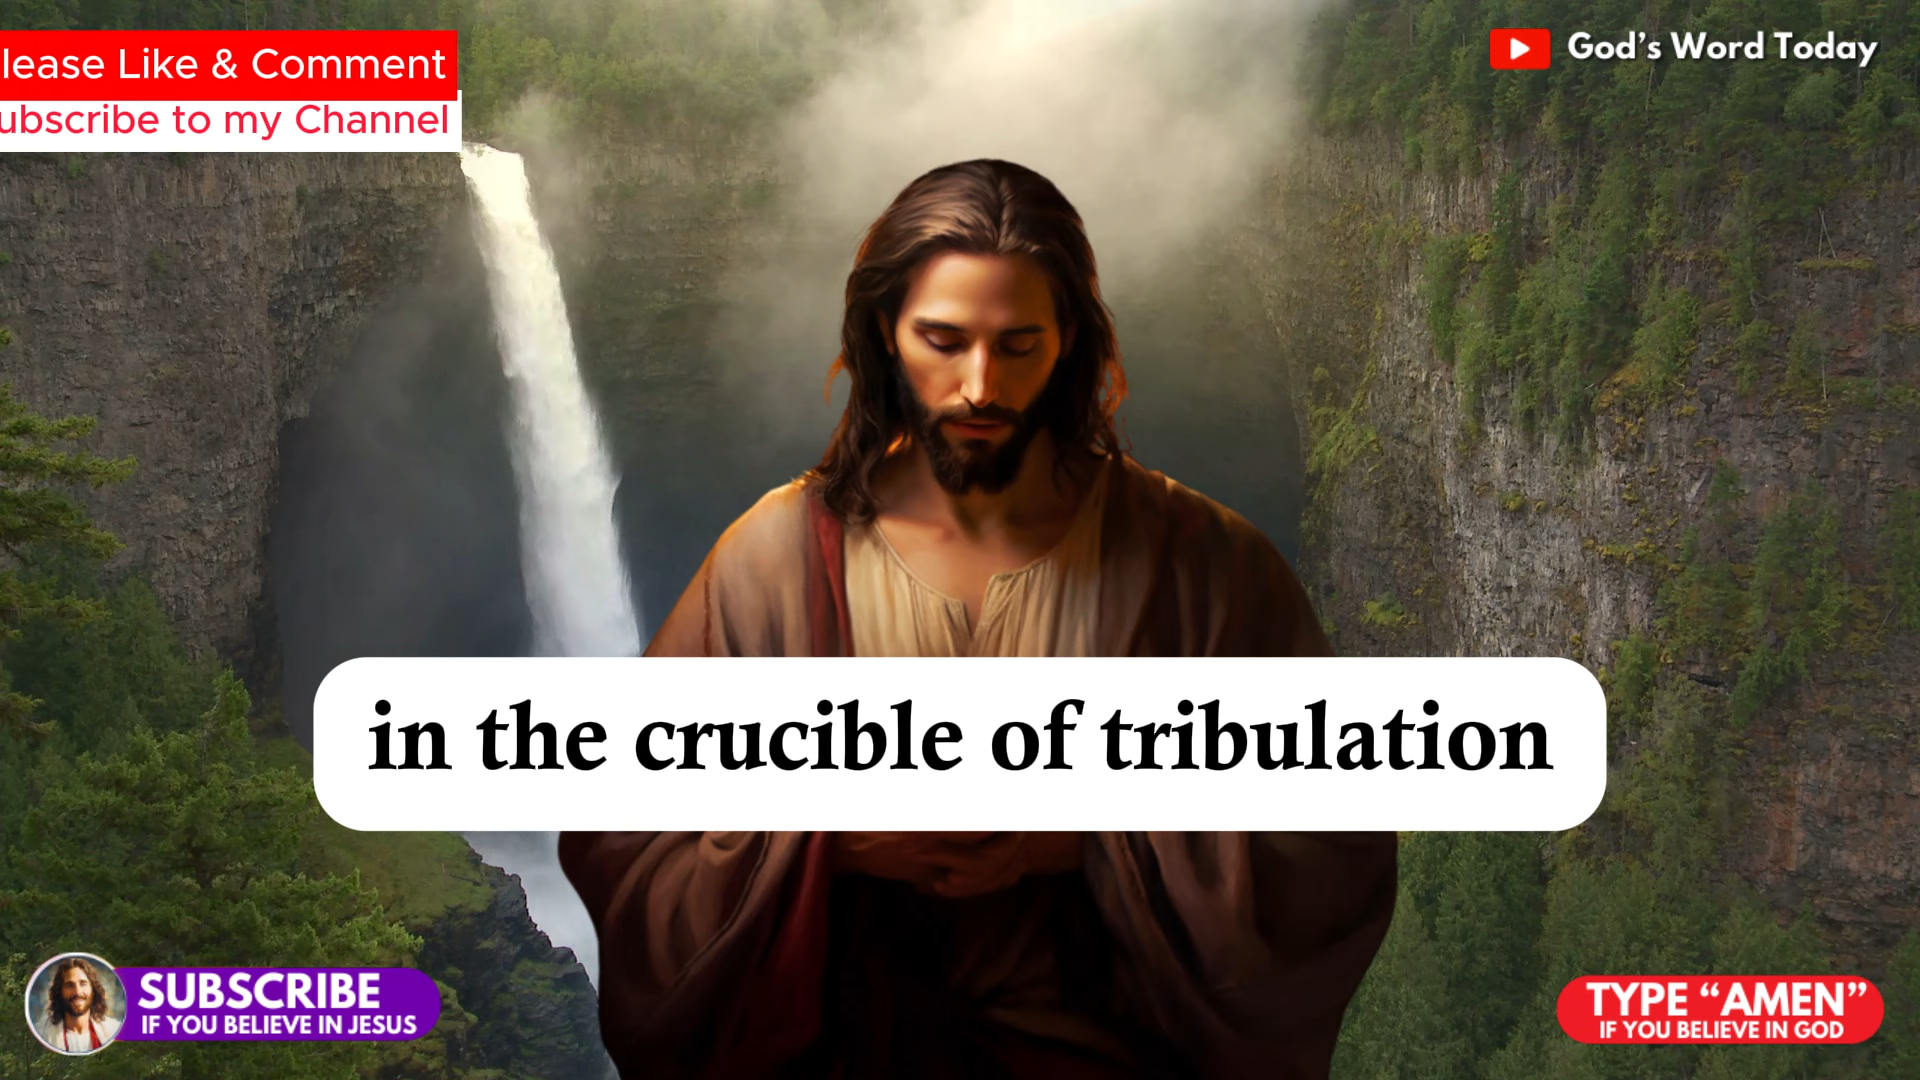 lease Like & Comment
ubscribe to my Channel
God's Word Today
in the crucible of tribulation
SUBSCRIBE
IF YOU BELIEVE IN JESUS
TYPE “AMEN”
IF YOU BELIEVE IN GOD